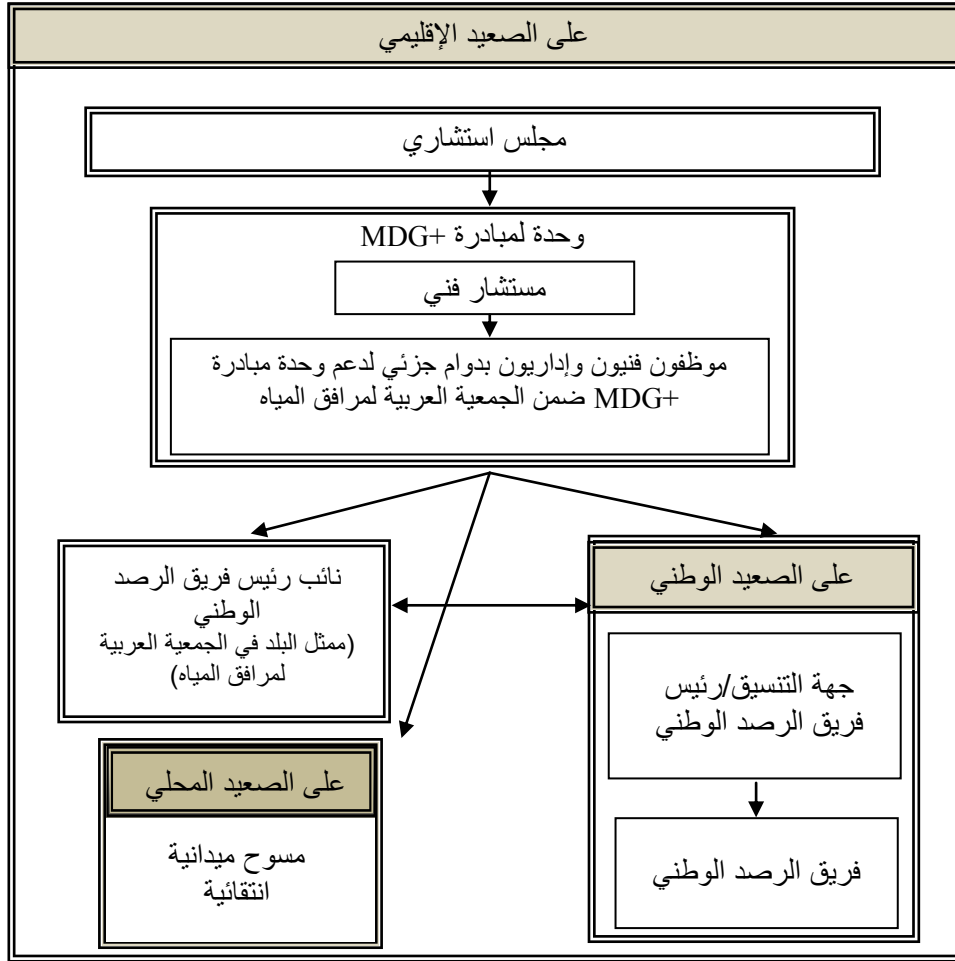 على الصعيد الإقليمي
مجلس استشاري
وحدة لمبادرة +MDG
مستشار فني
موظفون فنيون وإداريون بدوام جزئي لدعم وحدة مبادرة
+MDG ضمن الجمعية العربية لمرافق المياه
على الصعيد الوطني
جهة التنسيق/رئيس
فريق الرصد الوطني
فريق الرصد الوطني
نائب رئيس فريق الرصد
الوطني
(ممثل البلد في الجمعية العربية
لمرافق المياه)
على الصعيد المحلي
مسوح ميدانية
انتقائية